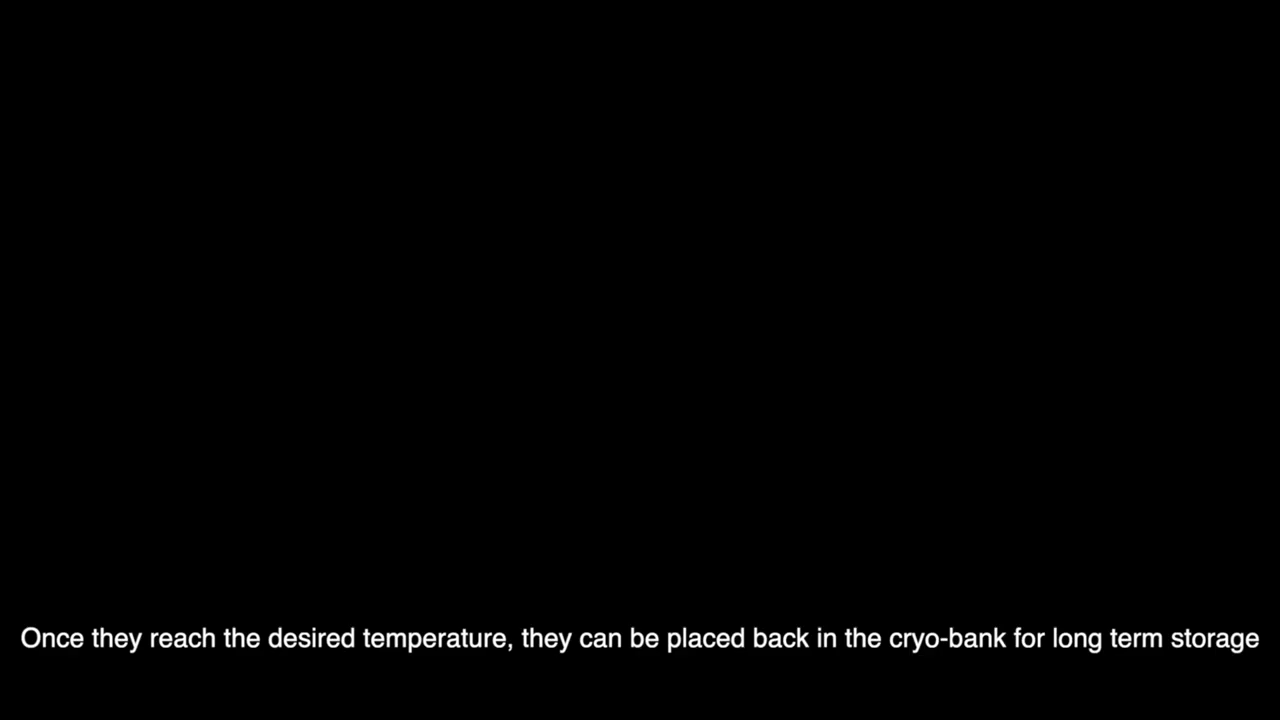 Once they reach the desired temperature, they can be placed back in the cryo-bank for long term storage